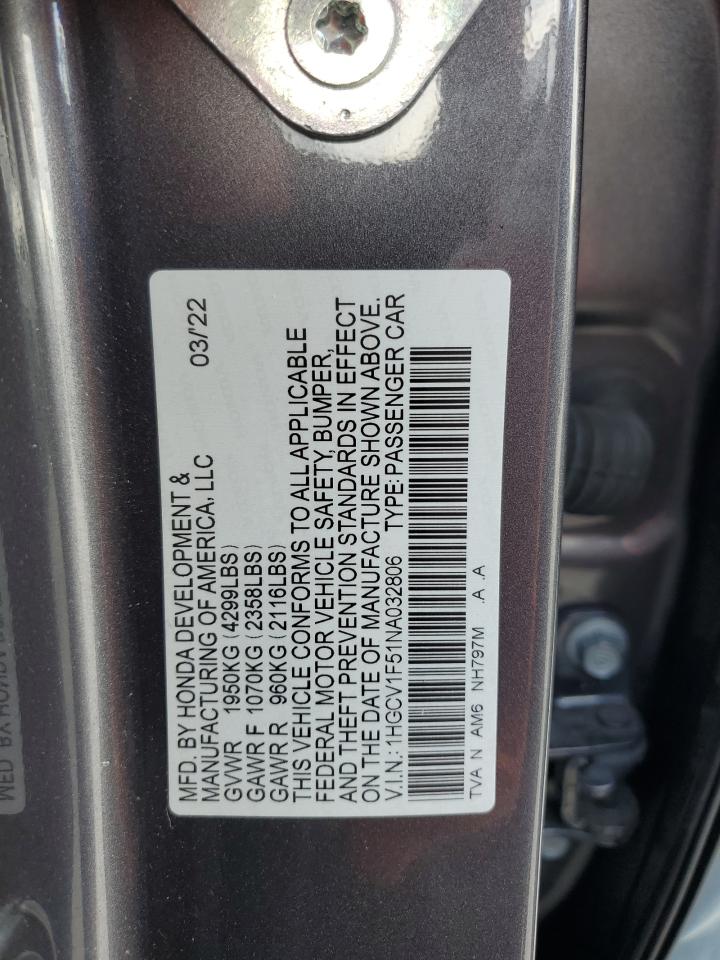 MFD. BY HONDA DEVELOPMENT &
MANUFACTURING OF AMERICA, LLC 03/'22
GVWR 1950KG (4299LBS)
GAWR F 1070KG (2358LBS)
GAWR R 960KG (2116LBS)
THIS VEHICLE CONFORMS TO ALL APPLICABLE
FEDERAL MOTOR VEHICLE SAFETY, BUMPER,
AND THEFT PREVENTION STANDARDS IN EFFECT
ON THE DATE OF MANUFACTURE SHOWN ABOVE.
V.I.N.: 1HGCV1F51NA032806 TYPE: PASSENGER CAR
TVA N AM6 NH797M .A .A